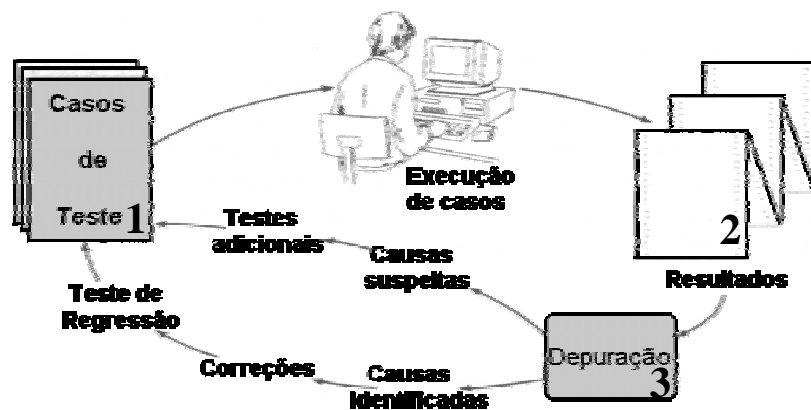 Casos
de
Teste 1
Execução
de casos
2
Resultados
Testes
adicionais
Causas
suspeitas
Teste de
Regressão
Depuração
3
Correções
Causas
Identificadas